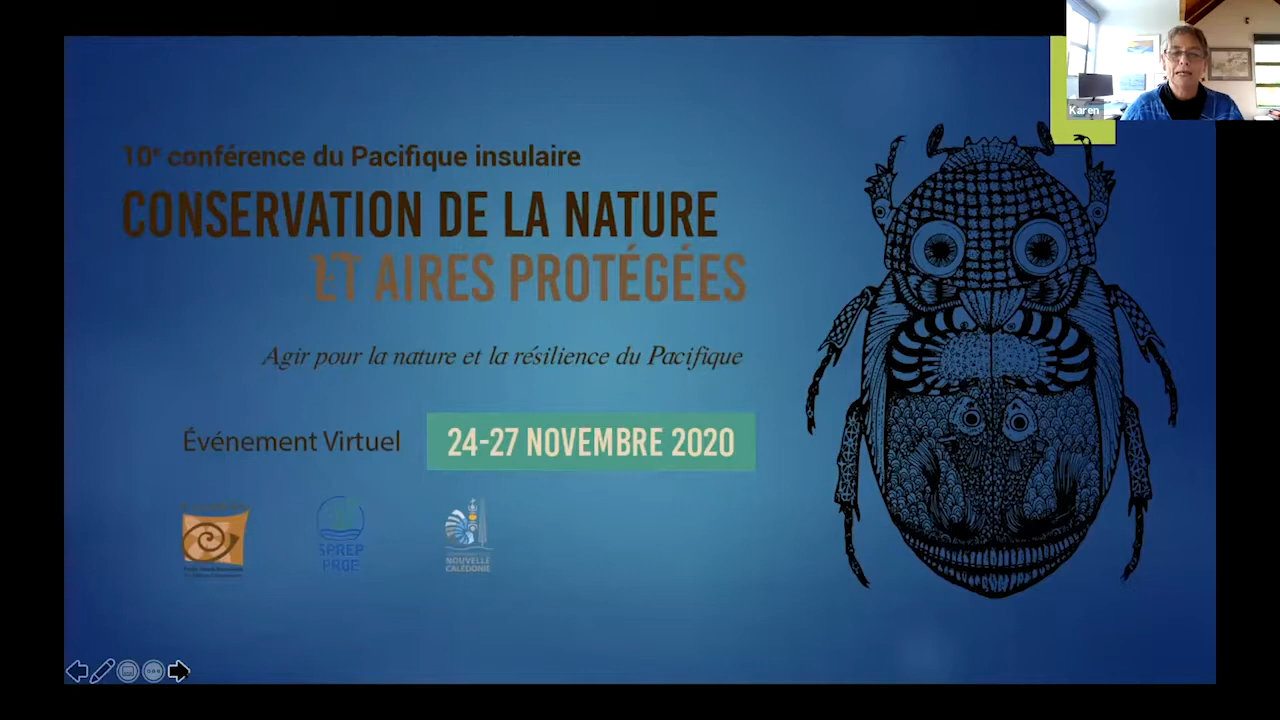 Karen
10e conférence du Pacifique insulaire
CONSERVATION DE LA NATURE
ET AIRES PROTÉGÉES
Agir pour la nature et la résilience du Pacifique
Événement Virtuel
24-27 NOVEMBRE 2020
SPREP
PROE
NOUVELLE
CALÉDONIE